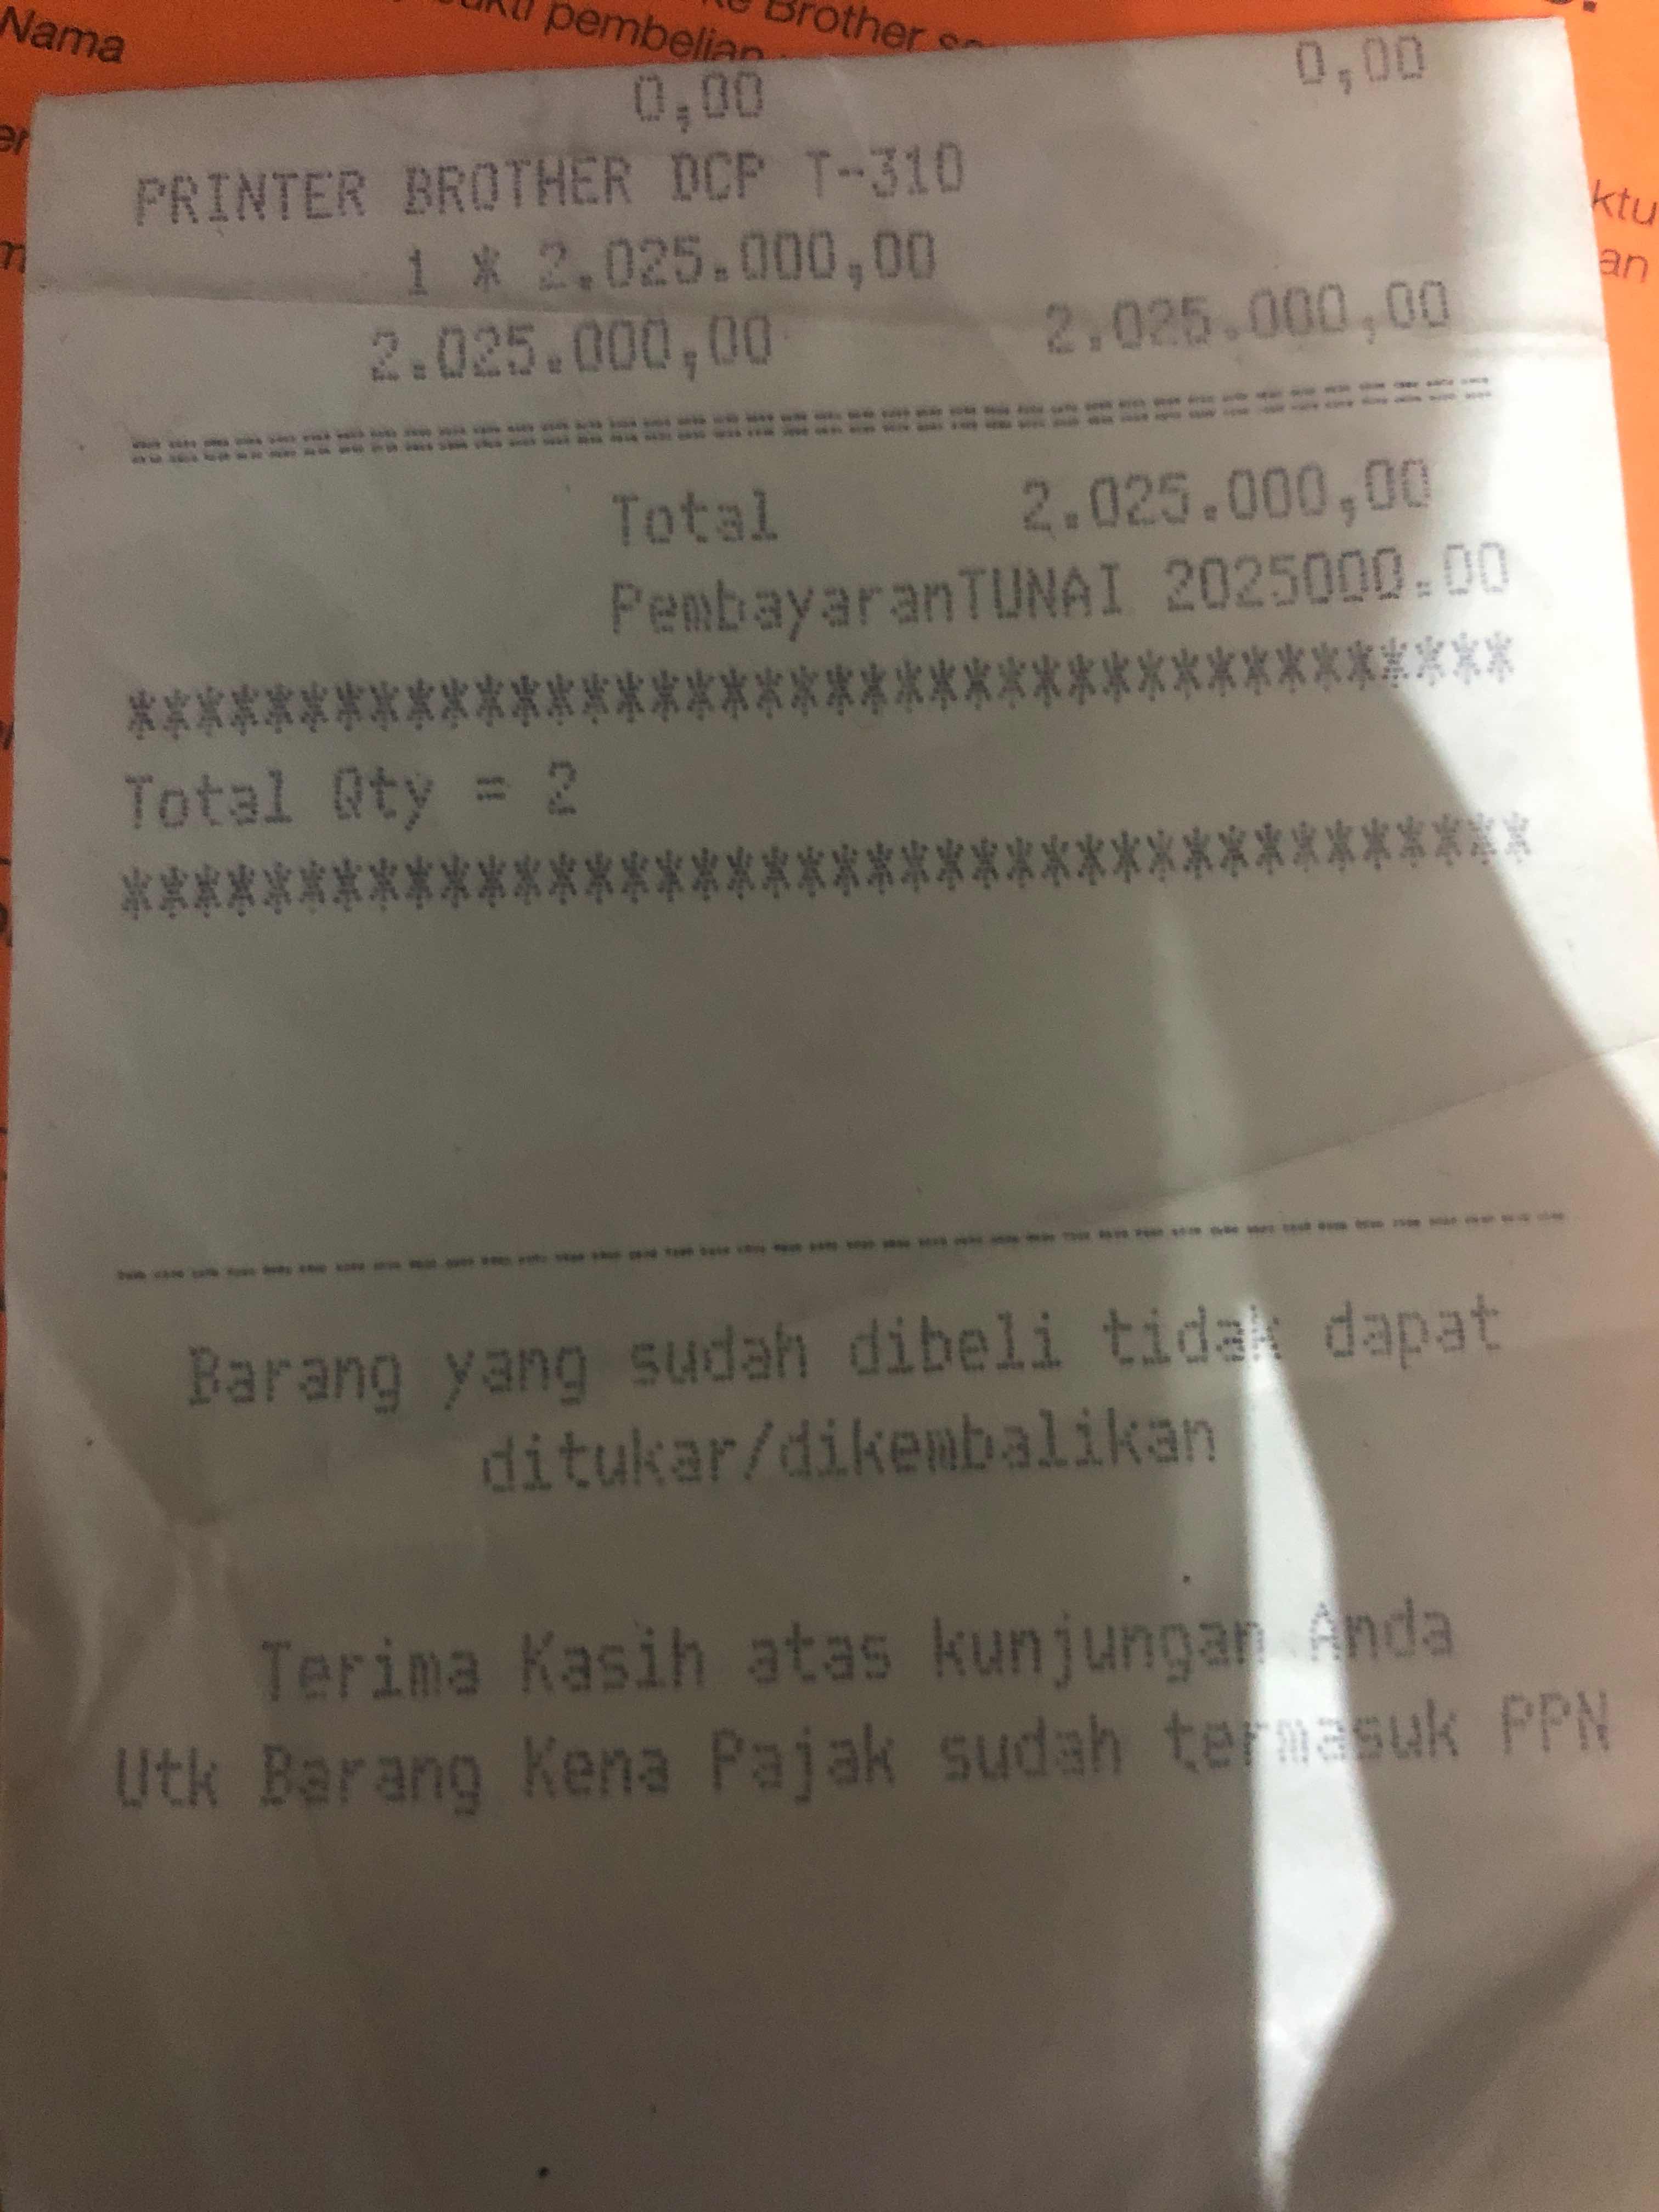 Nama
pembelian
Brother
0,00 0,00
PRINTER BROTHER DCP T-310
1 * 2.025.000,00
2.025.000,00 2.025.000,00
Total 2.025.000,00
PembayaranTUNAI 2025000.00
****************************************
Total Qty = 2
****************************************
Barang yang sudah dibeli tidak dapat
ditukar/dikembalikan
Terima Kasih atas kunjungan Anda
Utk Barang Kena Pajak sudah termasuk PPN